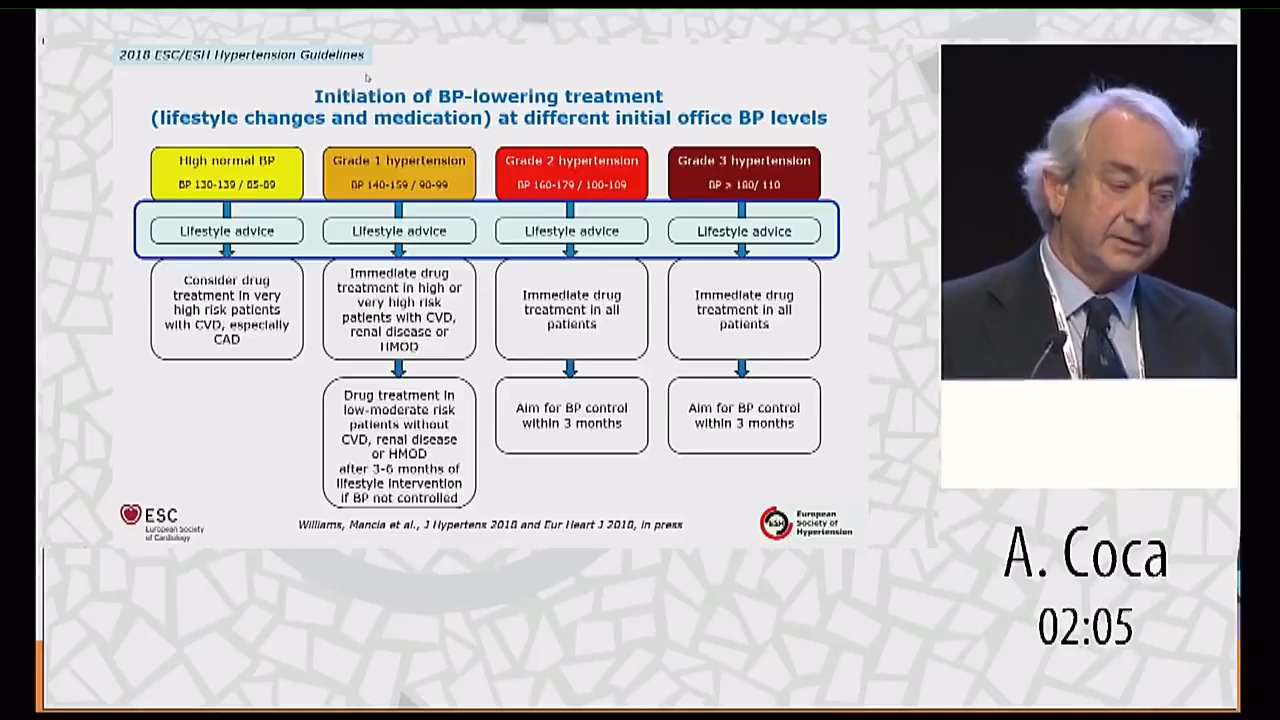 2018 ESC/ESH Hypertension Guidelines
Initiation of BP-lowering treatment
(lifestyle changes and medication) at different initial office BP levels
High normal BP
BP 130-139 / 85-89
Grade 1 hypertension
BP 140-159 / 90-99
Grade 2 hypertension
BP 160-179 / 100-109
Grade 3 hypertension
BP ≥ 180/ 110
Lifestyle advice
Lifestyle advice
Lifestyle advice
Lifestyle advice
Consider drug
treatment in very
high risk patients
with CVD, especially
CAD
Immediate drug
treatment in high or
very high risk
patients with CVD,
renal disease or
HMOD
Immediate drug
treatment in all
patients
Immediate drug
treatment in all
patients
Drug treatment in
low-moderate risk
patients without
CVD, renal disease
or HMOD
after 3-6 months of
lifestyle intervention
if BP not controlled
Aim for BP control
within 3 months
Aim for BP control
within 3 months
ESC
European Society
of Cardiology
Williams, Mancia et al., J Hypertens 2018 and Eur Heart J 2018, in press
ESH
European
Society of
Hypertension
A. Coca
02:05